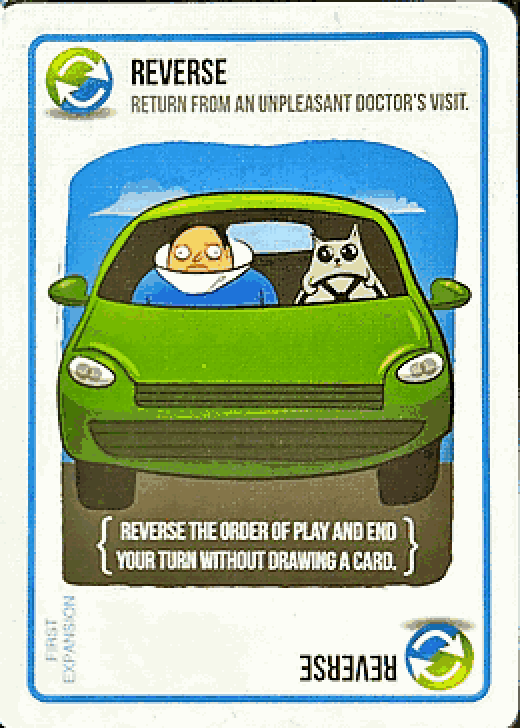 REVERSE
RETURN FROM AN UNPLEASANT DOCTOR'S VISIT.
{ REVERSE THE ORDER OF PLAY AND END
YOUR TURN WITHOUT DRAWING A CARD. }
FIRST
EXPANSION
REVERSE